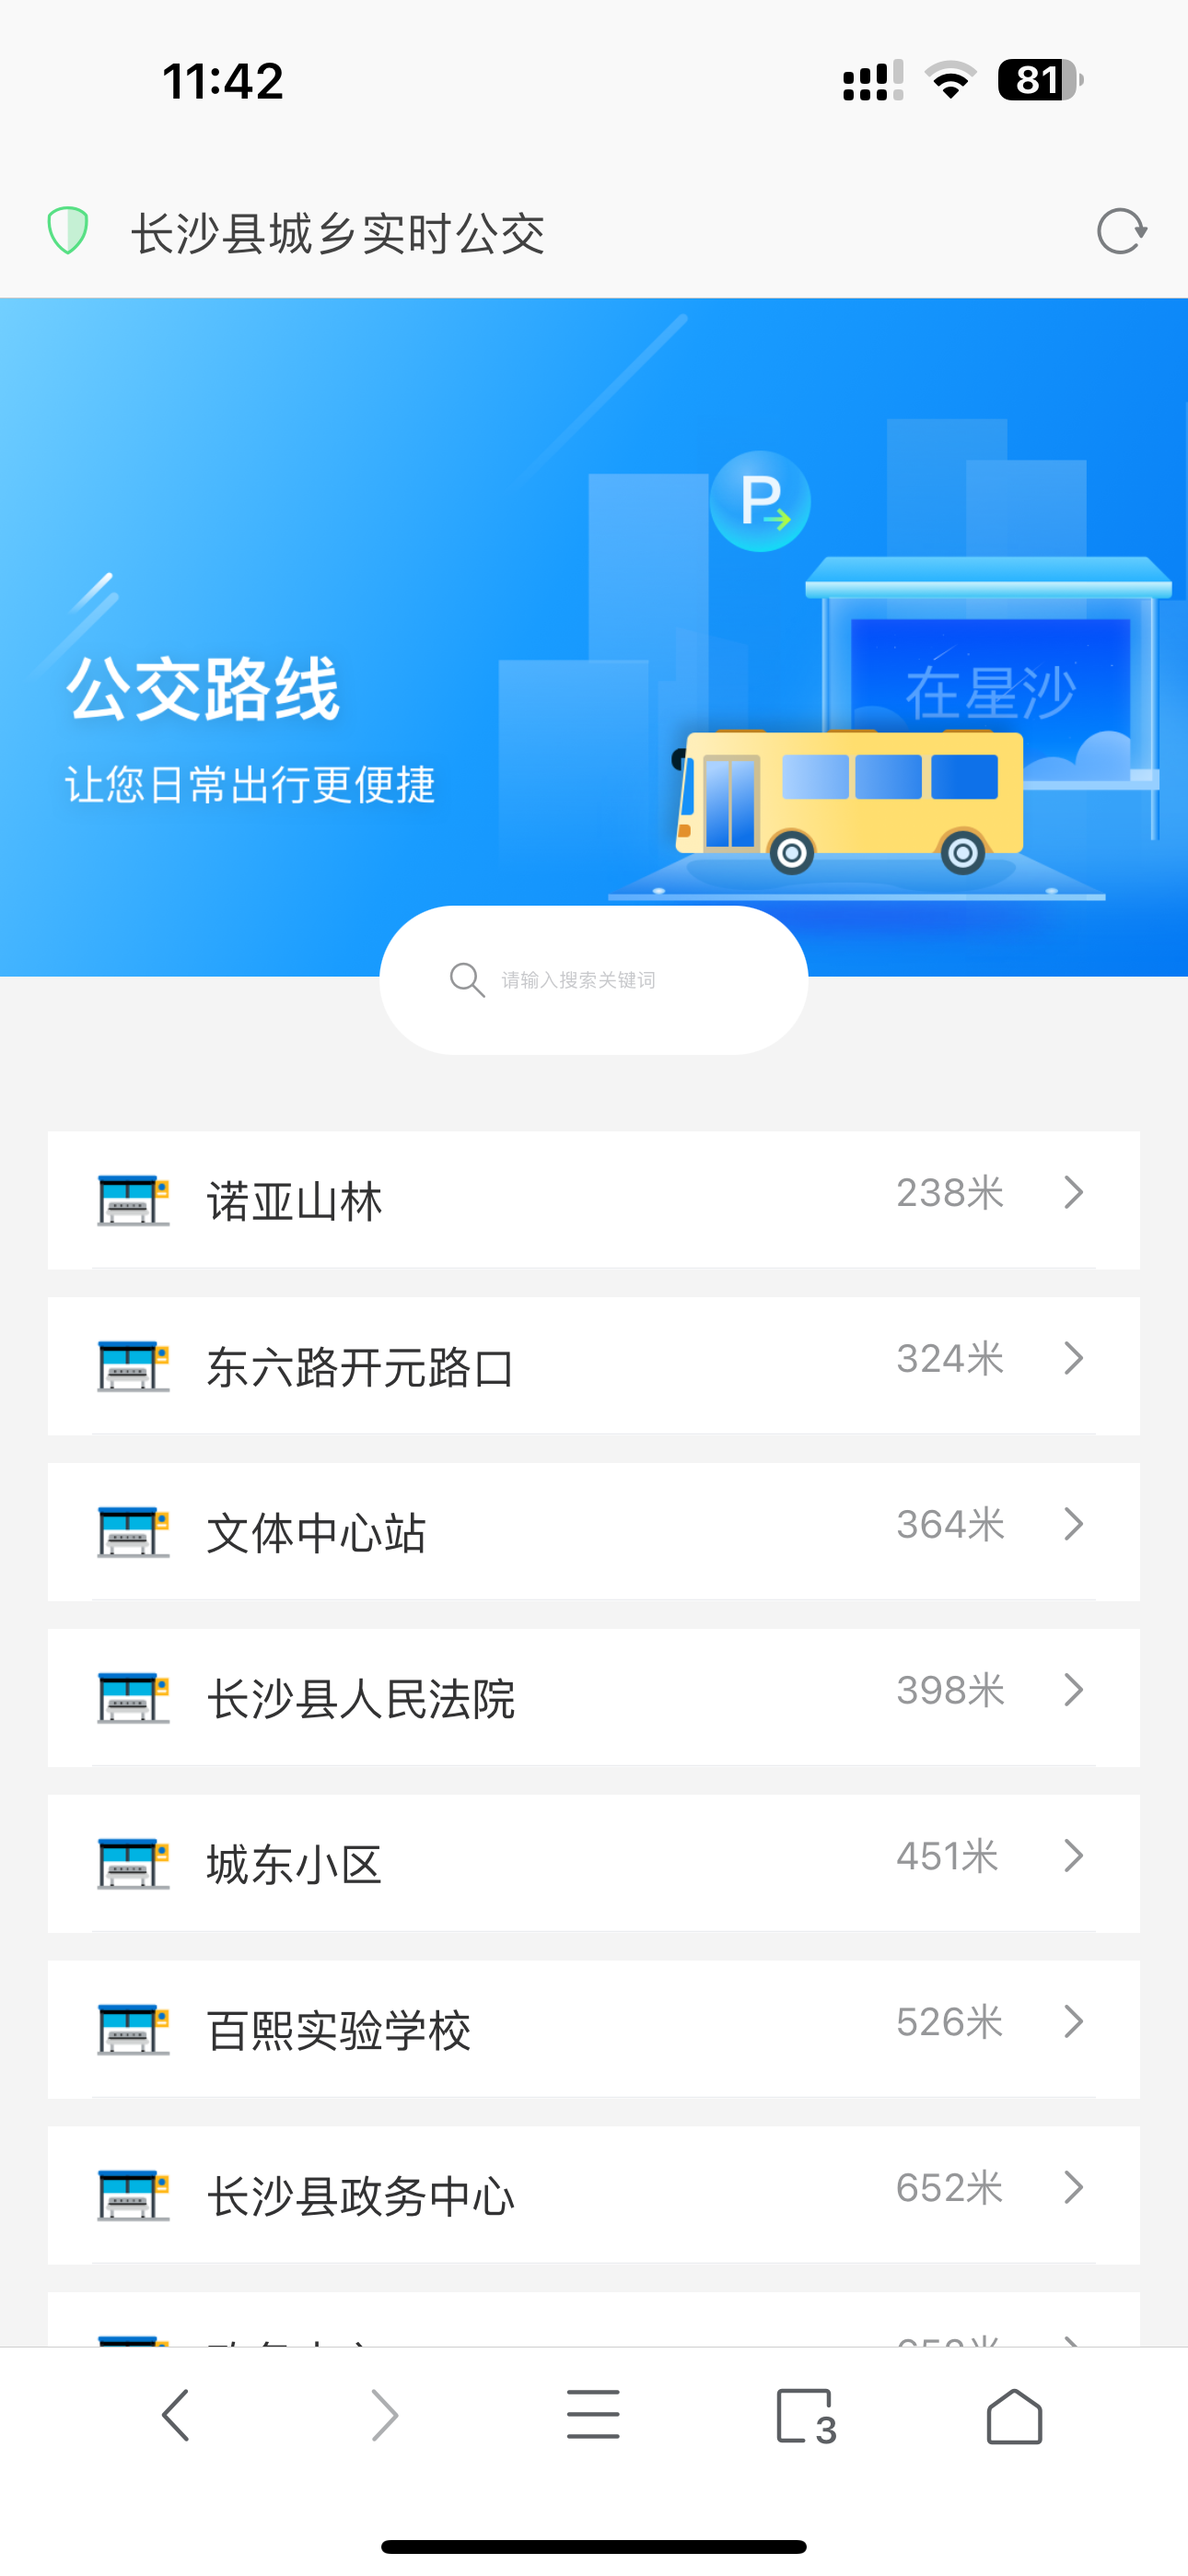 11:42
81
长沙县城乡实时公交
P
在星沙
公交路线
让您日常出行更便捷
请输入搜索关键词
诺亚山林 238米
东六路开元路口 324米
文体中心站 364米
长沙县人民法院 398米
城东小区 451米
百熙实验学校 526米
长沙县政务中心 652米
3